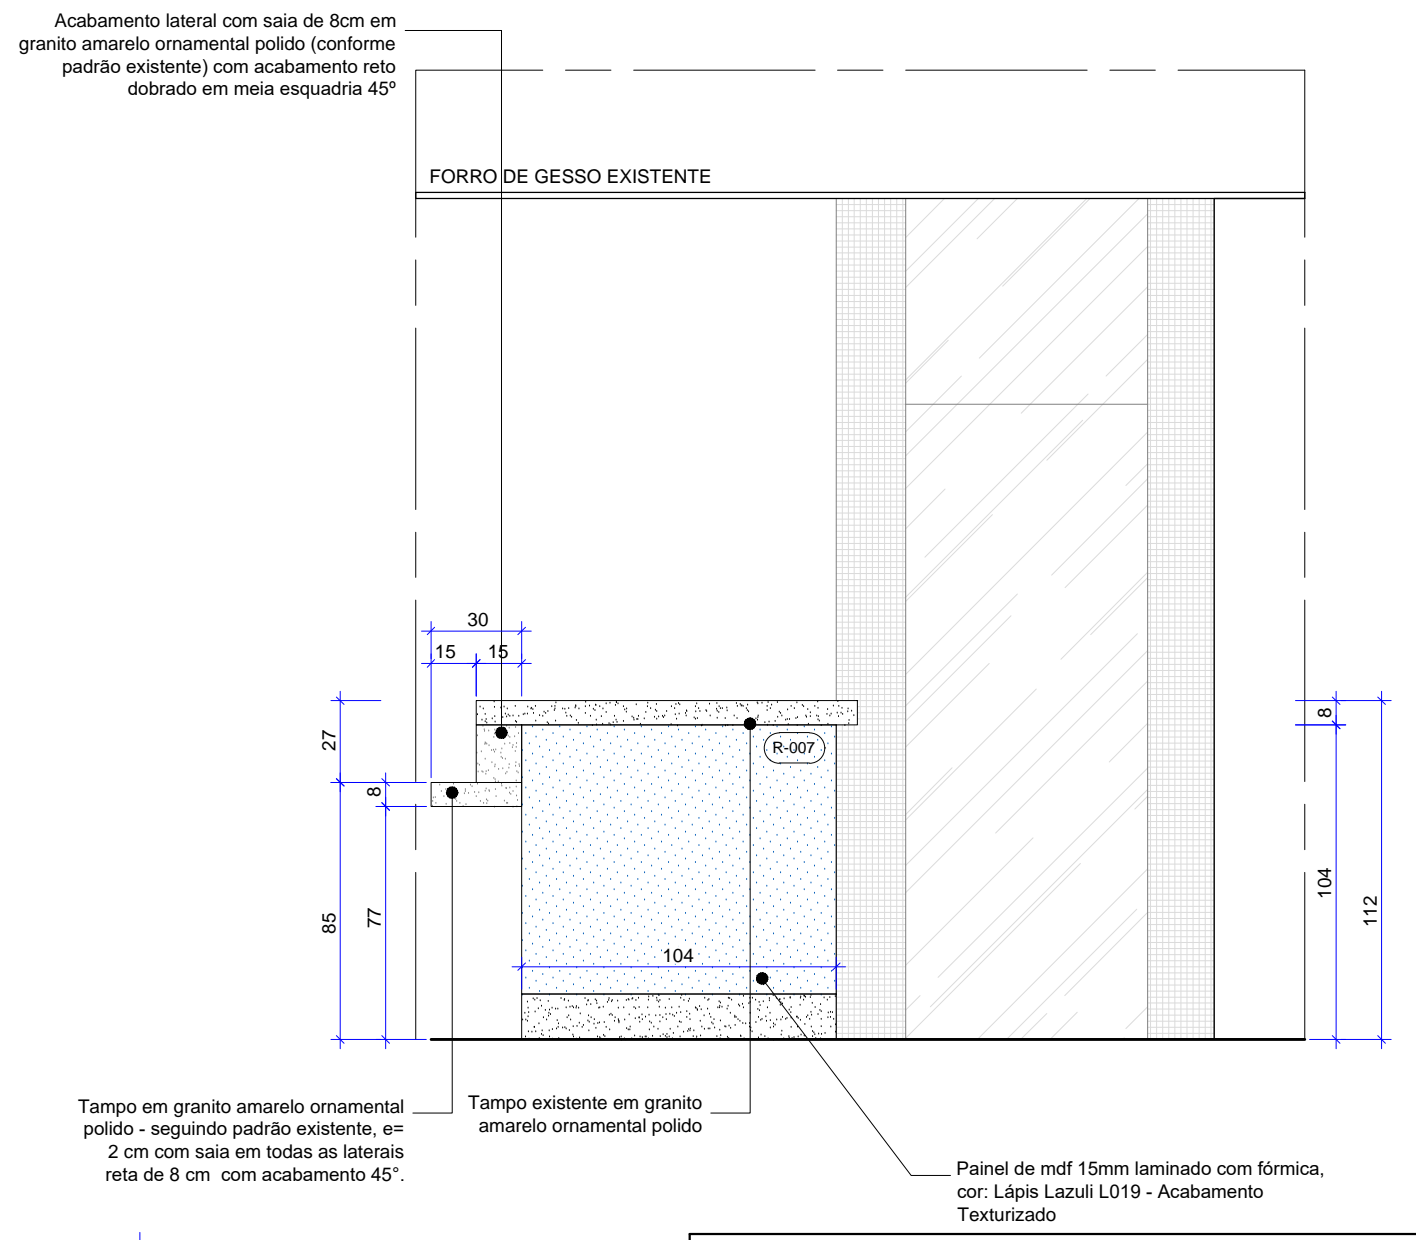 Acabamento lateral com saia de 8cm em
granito amarelo ornamental polido (conforme
padrão existente) com acabamento reto
dobrado em meia esquadria 45º
FORRO DE GESSO EXISTENTE
30
15
15
27
8
85
77
R-007
104
8
104
112
Tampo em granito amarelo ornamental
polido - seguindo padrão existente, e=
2 cm com saia em todas as laterais
reta de 8 cm  com acabamento 45°.
Tampo existente em granito
amarelo ornamental polido
Painel de mdf 15mm laminado com fórmica,
cor: Lápis Lazuli L019 - Acabamento
Texturizado